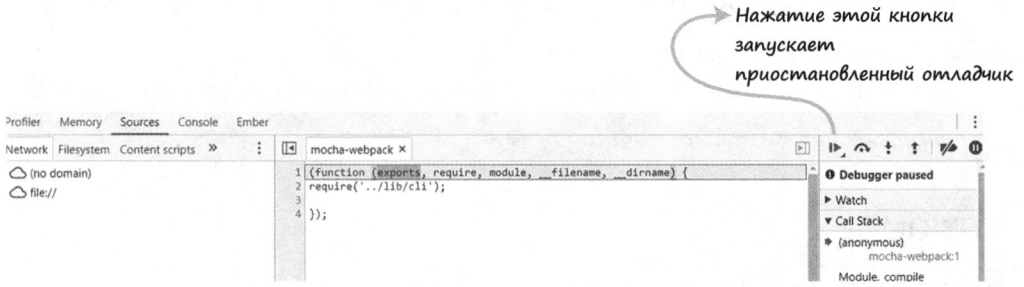 Нажатие этой кнопки
запускает
приостановленный отладчик
Profiler Memory Sources Console Ember
Network Filesystem Content scripts »
mocha-webpack ×
(no domain)
file://
1 (function (exports, require, module, __filename, __dirname) {
2 require('../lib/cli');
3
4 });
Debugger paused
Watch
Call Stack
(anonymous)
mocha-webpack:1
Module._compile